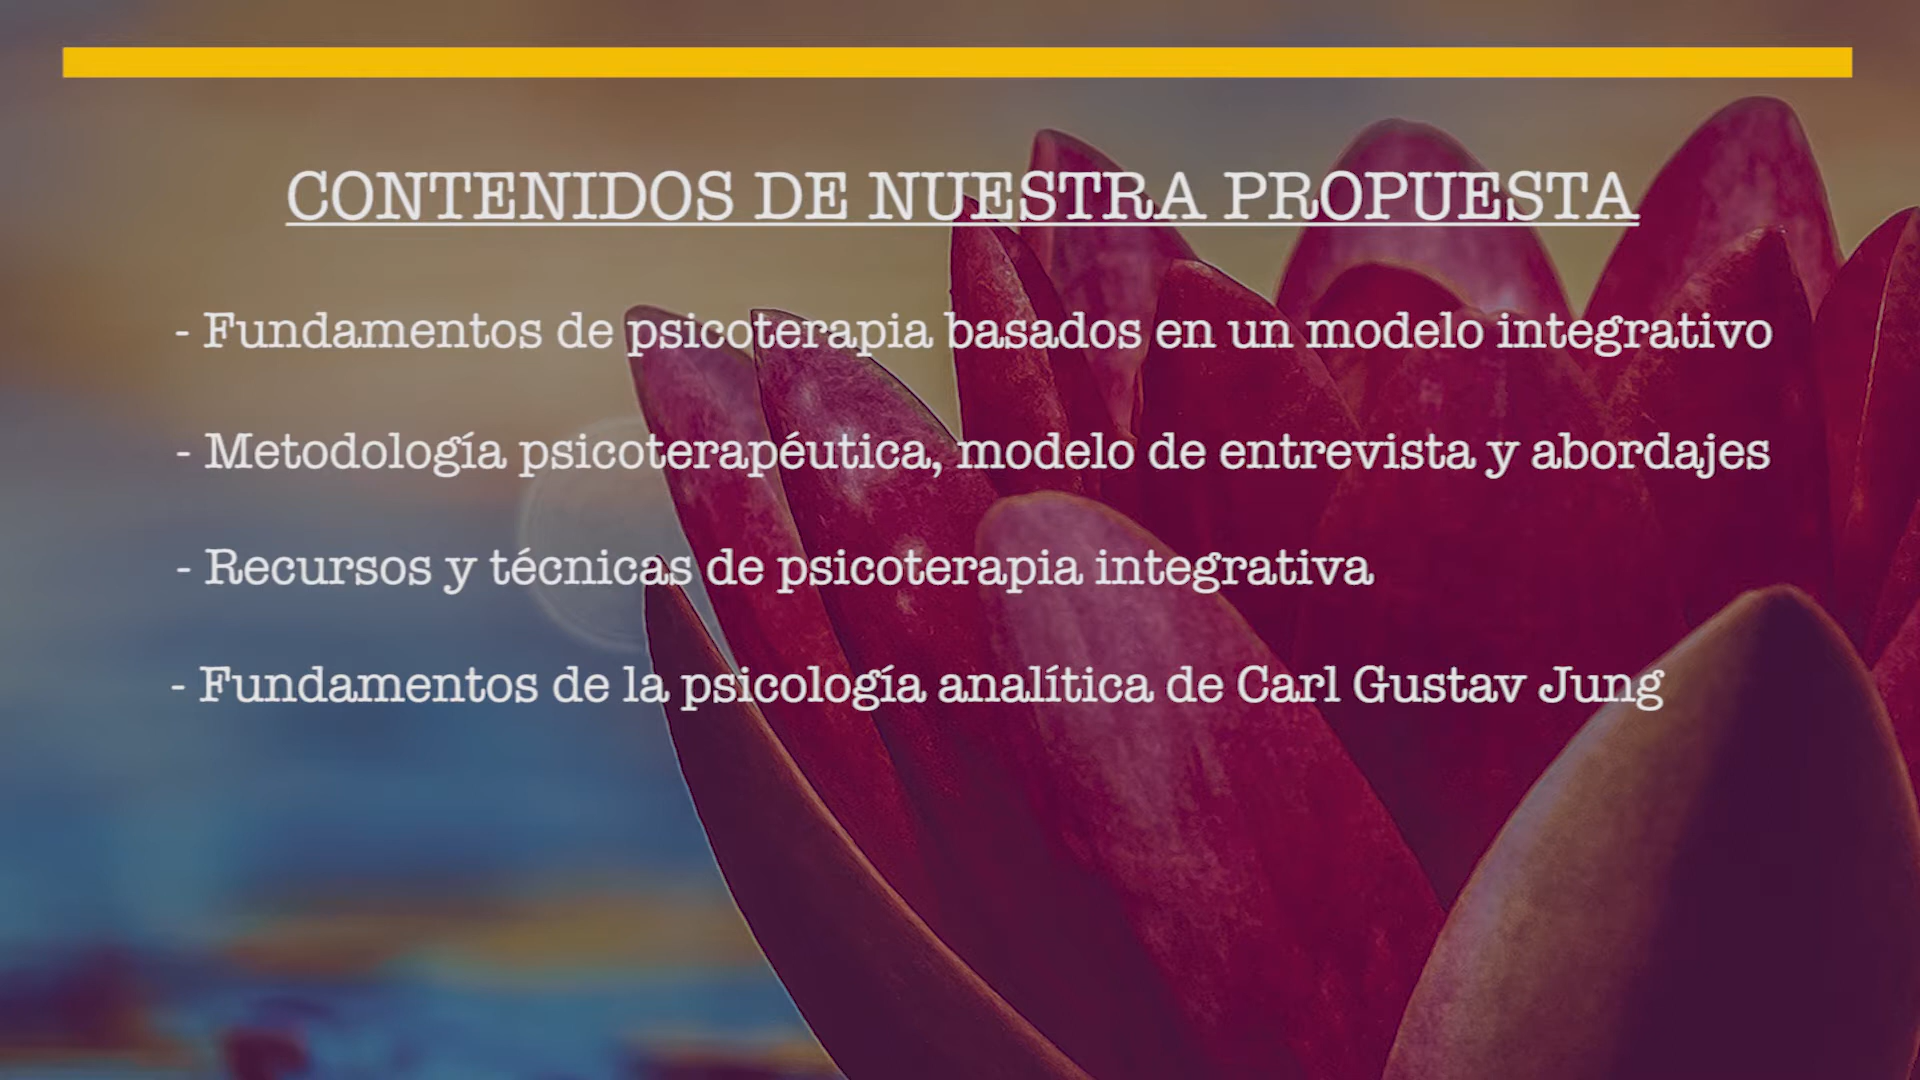 CONTENIDOS DE NUESTRA PROPUESTA
- Fundamentos de psicoterapia basados en un modelo integrativo
- Metodología psicoterapéutica, modelo de entrevista y abordajes
- Recursos y técnicas de psicoterapia integrativa
- Fundamentos de la psicología analítica de Carl Gustav Jung